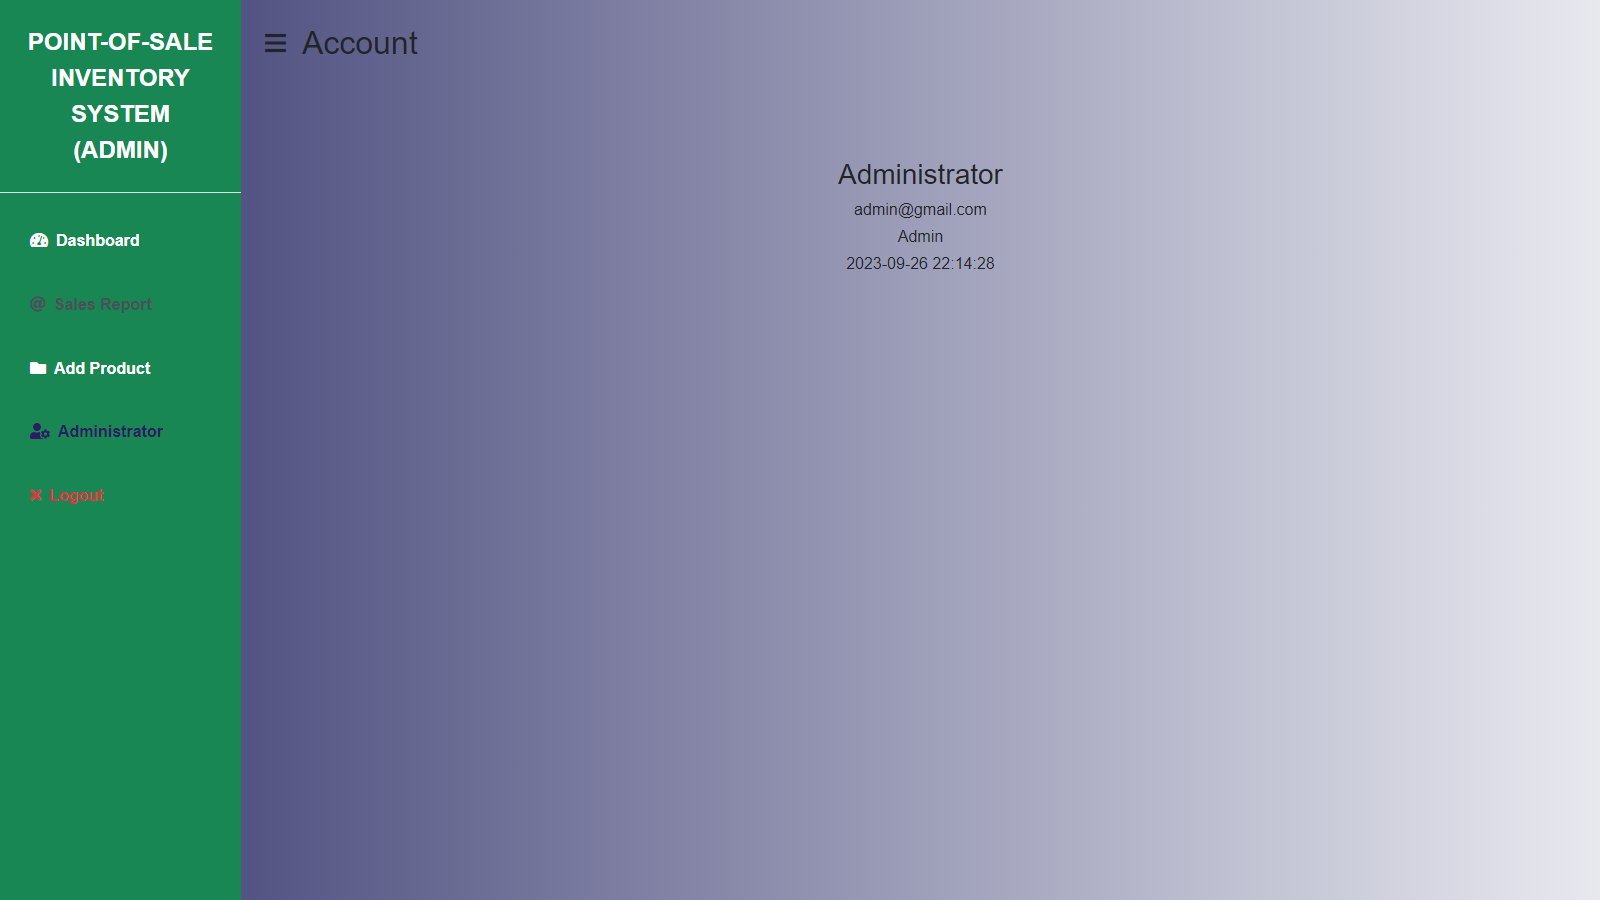 POINT-OF-SALE
INVENTORY
SYSTEM
(ADMIN)
Dashboard
Sales Report
Add Product
Administrator
Logout
Account
Administrator
admin@gmail.com
Admin
2023-09-26 22:14:28